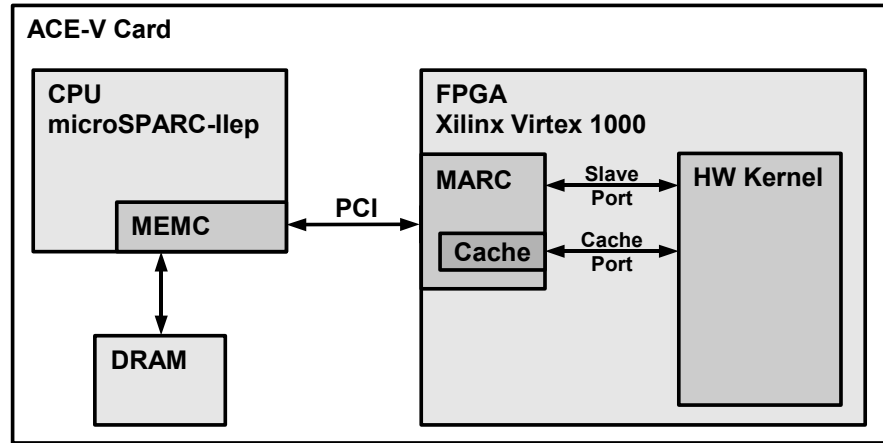 ACE-V Card
CPU
microSPARC-IIep
MEMC
DRAM
PCI
FPGA
Xilinx Virtex 1000
MARC
Cache
Slave
Port
Cache
Port
HW Kernel